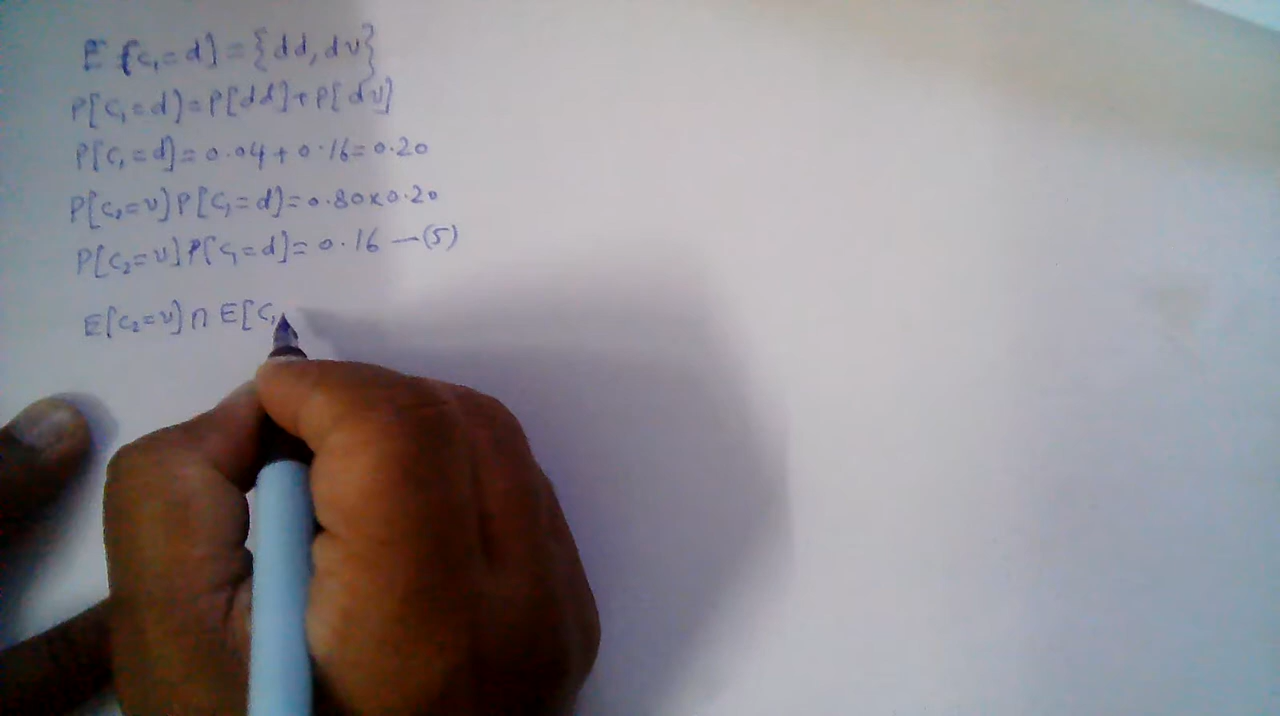 E [C₁=d] = {dd, dv}
P[C₁=d]=P[dd]+P[dv]
P[C₁=d]=0.04+0.16=0.20
P[C₂=v]P[C₁=d]=0.80×0.20
P[C₂=v]P[C₁=d]=0.16 —(5)
E[C₂=v]∩E[C₁